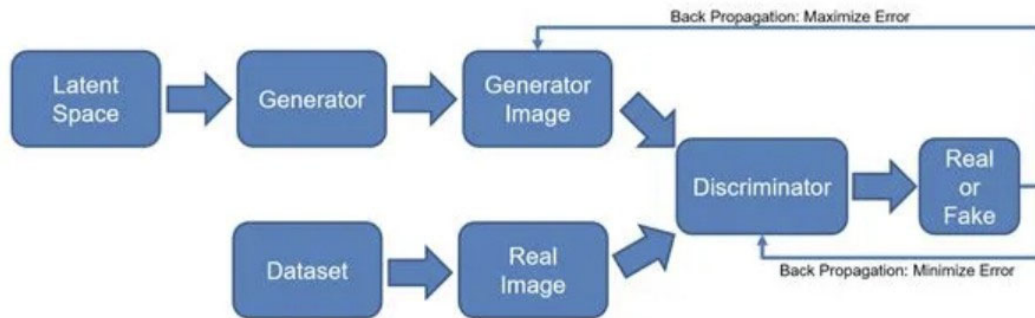 Back Propagation: Maximize Error
Latent
Space
Generator
Generator
Image
Discriminator
Real
or
Fake
Dataset
Real
Image
Back Propagation: Minimize Error